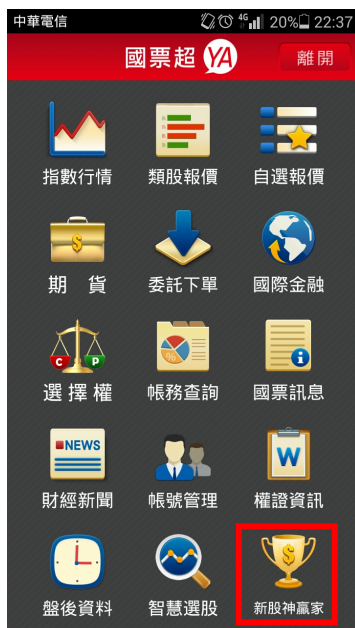 中華電信 4G 20% 22:37
國票超 YA 離開
指數行情 類股報價 自選報價
$
期 貨 委託下單 國際金融
C P % i
選擇權 帳務查詢 國票訊息
NEWS W
財經新聞 帳號管理 權證資訊
$
盤後資料 智慧選股 新股神贏家